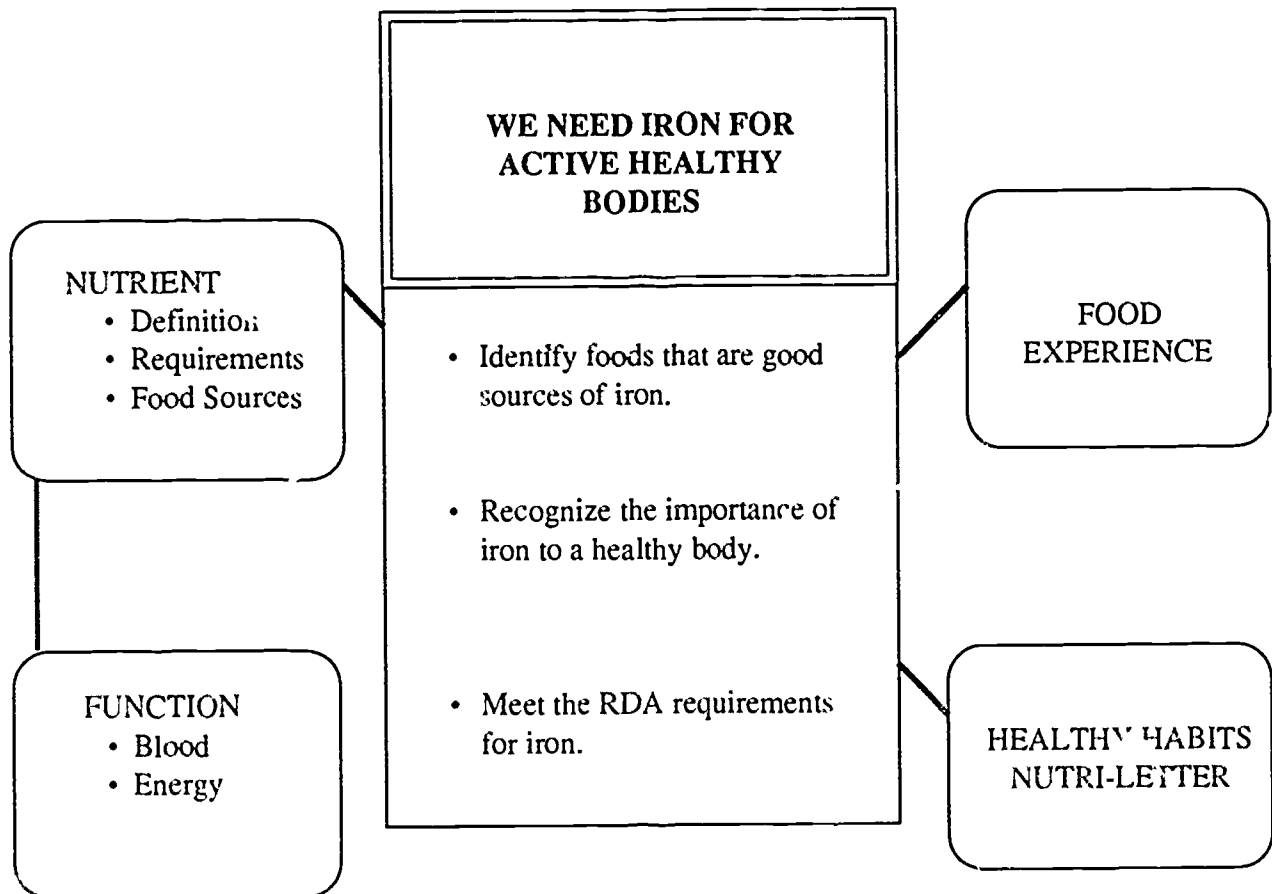 WE NEED IRON FOR
ACTIVE HEALTHY
BODIES
NUTRIENT
• Definition
• Requirements
• Food Sources
FUNCTION
• Blood
• Energy
• Identify foods that are good
sources of iron.
• Recognize the importance of
iron to a healthy body.
• Meet the RDA requirements
for iron.
FOOD
EXPERIENCE
HEALTHY HABITS
NUTRI-LETTER